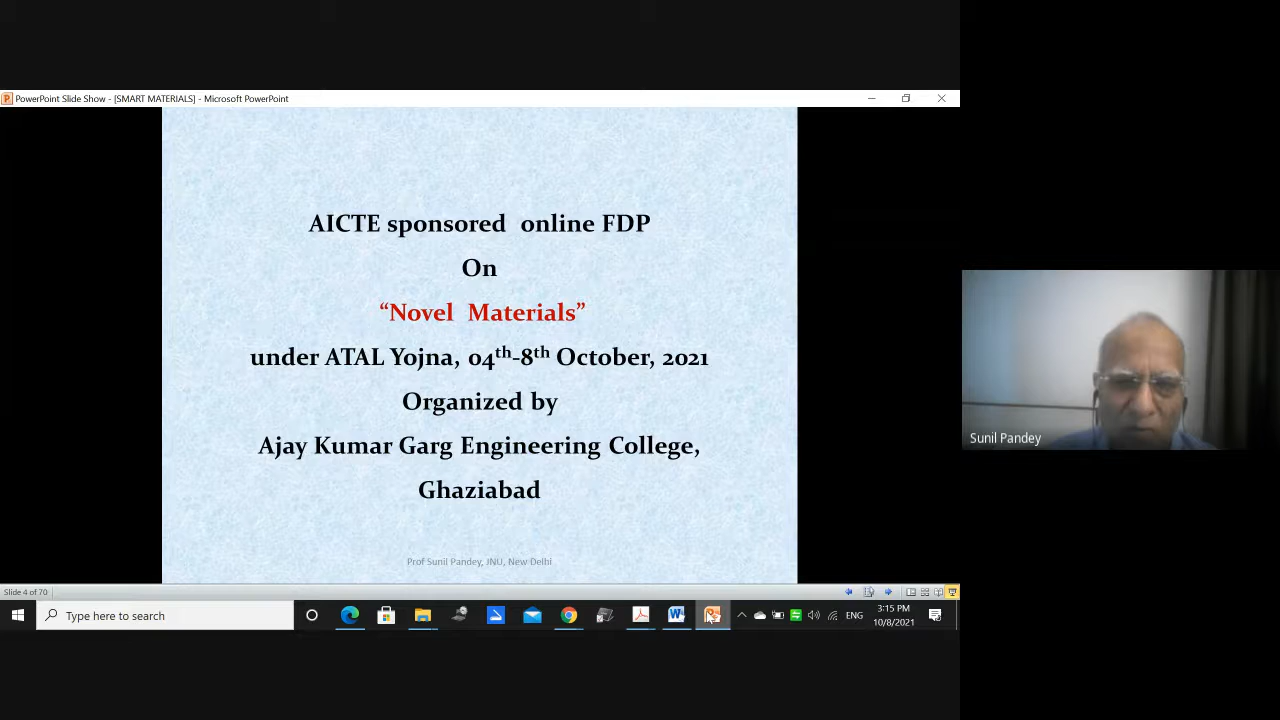 PowerPoint Slide Show - [SMART MATERIALS] - Microsoft PowerPoint
AICTE sponsored  online FDP
On
“Novel  Materials”
under ATAL Yojna, 04th-8th October, 2021
Organized by
Ajay Kumar Garg Engineering College,
Ghaziabad
Prof Sunil Pandey, JNU, New Delhi
Sunil Pandey
Slide 4 of 70
Type here to search
ENG
3:15 PM
10/8/2021